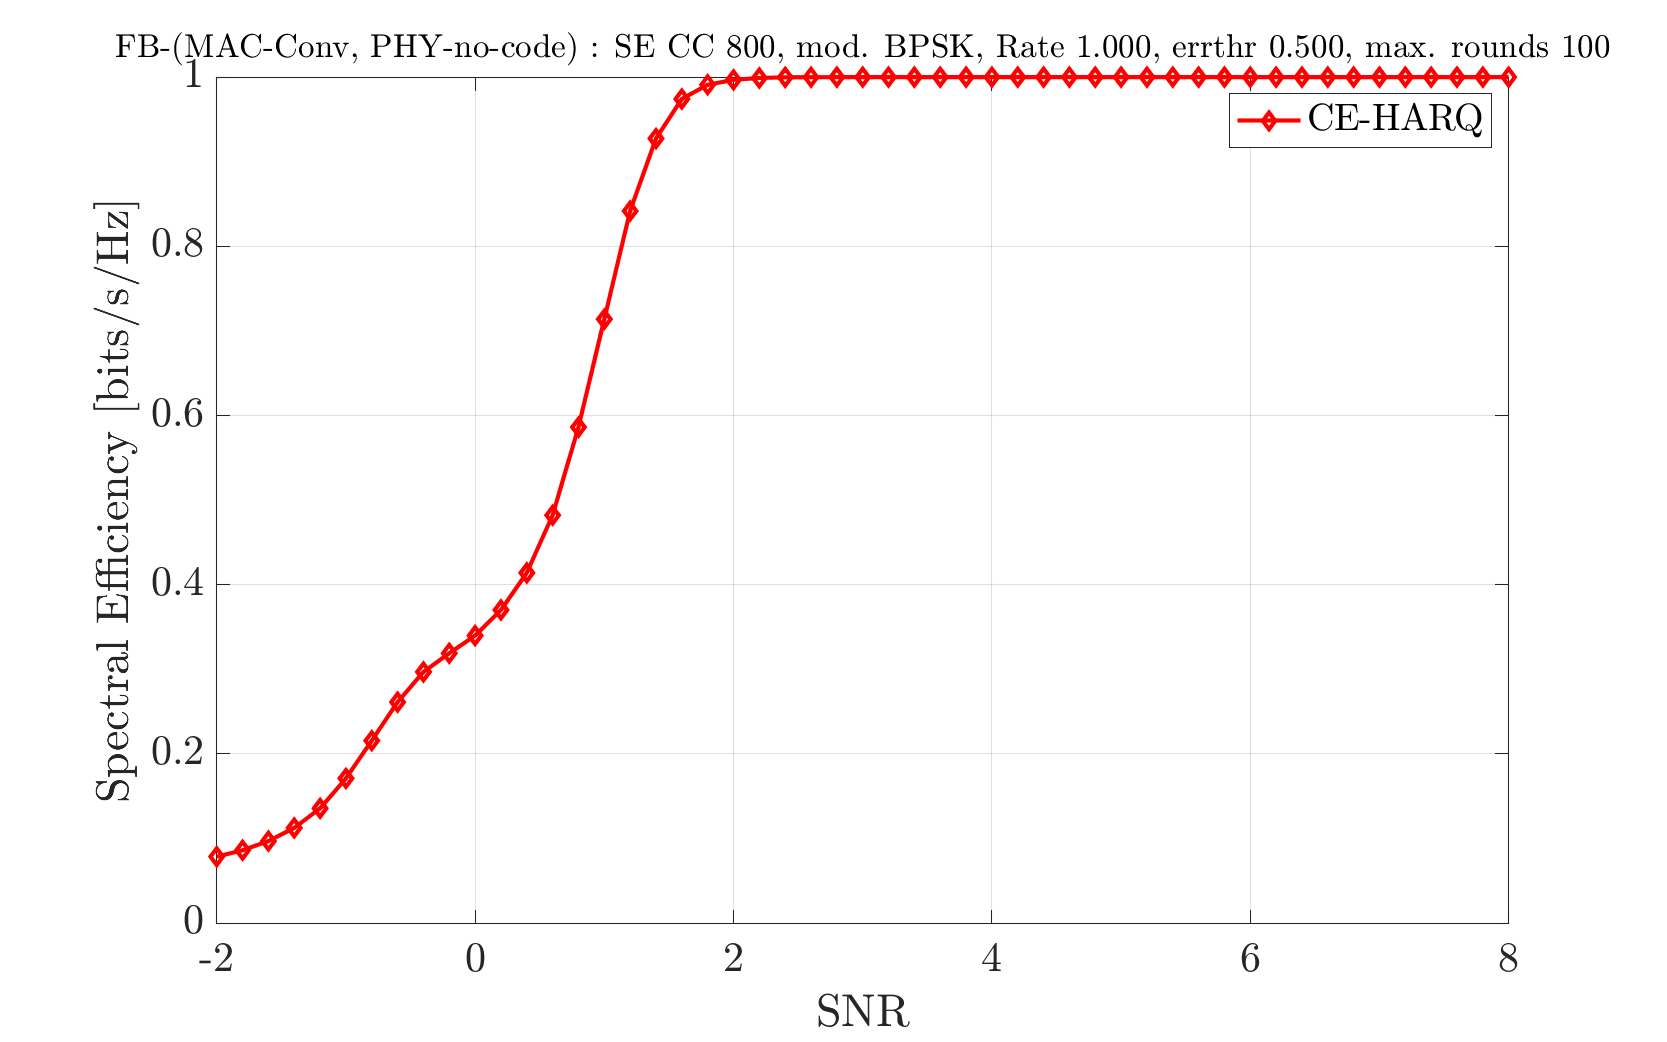 FB-(MAC-Conv, PHY-no-code) : SE CC 800, mod. BPSK, Rate 1.000, errthr 0.500, max. rounds 100
1
CE-HARQ
0.8
0.6
0.4
0.2
0
Spectral Efficiency [bits/s/Hz]
-2 0 2 4 6 8
SNR